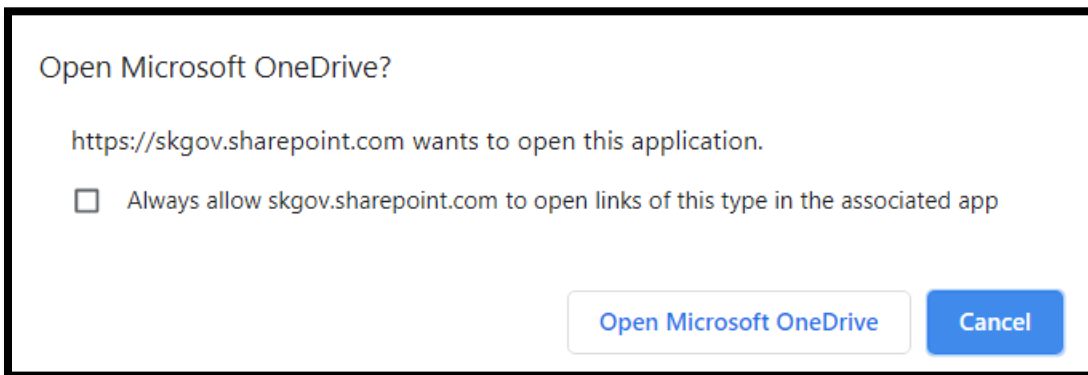 Open Microsoft OneDrive?
https://skgov.sharepoint.com wants to open this application.
Always allow skgov.sharepoint.com to open links of this type in the associated app
Open Microsoft OneDrive
Cancel